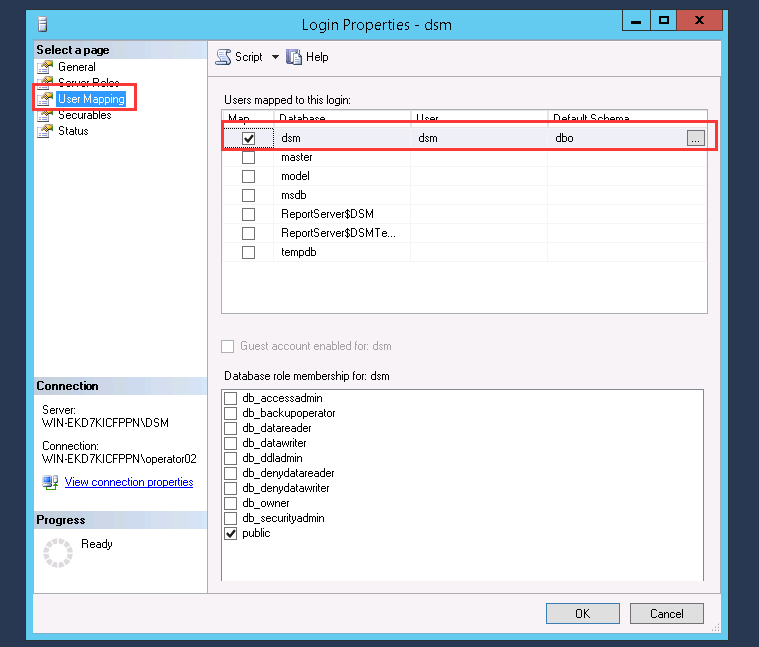 Login Properties - dsm
Select a page
General
Server Roles
User Mapping
Securables
Status
Script Help
Users mapped to this login:
Map Database User Default Schema
dsm dsm dbo ...
master
model
msdb
ReportServer$DSM
ReportServer$DSMTe...
tempdb
Guest account enabled for: dsm
Database role membership for: dsm
db_accessadmin
db_backupoperator
db_datareader
db_datawriter
db_ddladmin
db_denydatareader
db_denydatawriter
db_owner
db_securityadmin
public
Connection
Server:
WIN-EKD7KICFPPN\DSM
Connection:
WIN-EKD7KICFPPN\operator02
View connection properties
Progress
Ready
OK Cancel